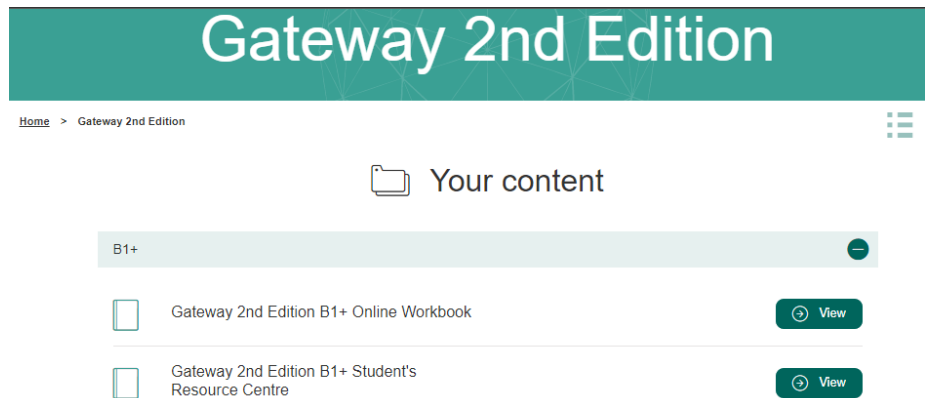 Gateway 2nd Edition
Home > Gateway 2nd Edition
Your content
B1+
Gateway 2nd Edition B1+ Online Workbook
View
Gateway 2nd Edition B1+ Student's
Resource Centre
View